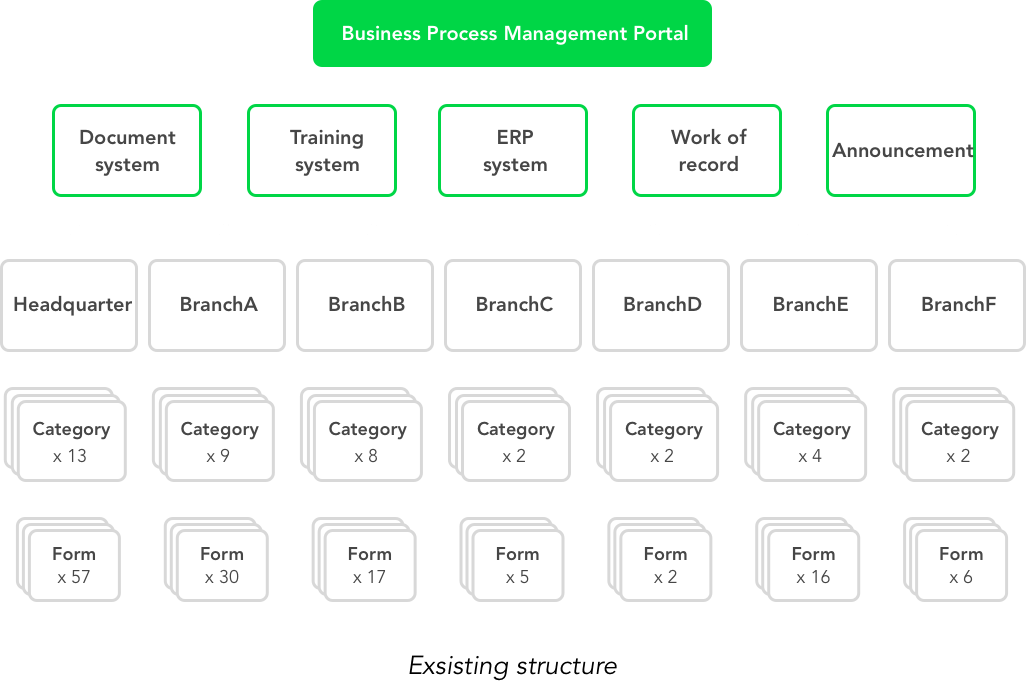 Business Process Management Portal
Document
system
Training
system
ERP
system
Work of
record
Announcement
Headquarter
BranchA
BranchB
BranchC
BranchD
BranchE
BranchF
Category
x 13
Category
x 9
Category
x 8
Category
x 2
Category
x 2
Category
x 4
Category
x 2
Form
x 57
Form
x 30
Form
x 17
Form
x 5
Form
x 2
Form
x 16
Form
x 6
Exsisting structure